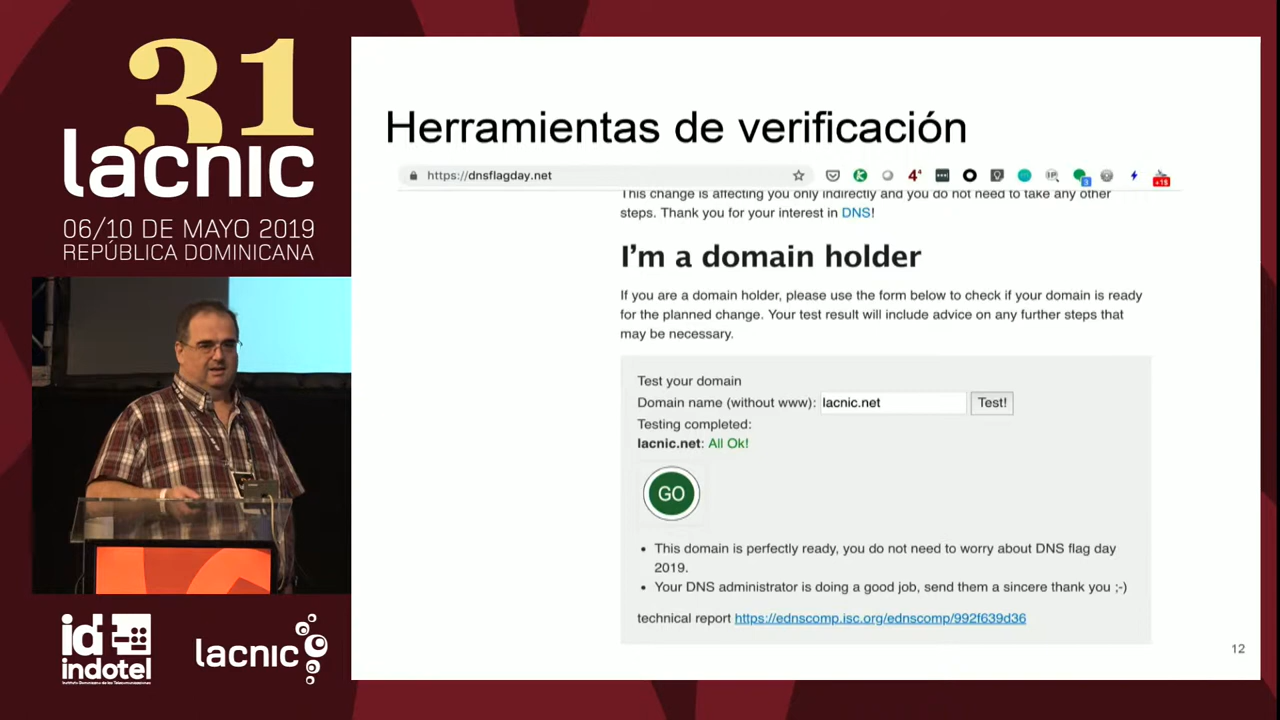 31
lacnic
06/10 DE MAYO 2019
REPÚBLICA DOMINICANA
Herramientas de verificación
https://dnsflagday.net
This change is affecting you only indirectly and you do not need to take any other
steps. Thank you for your interest in DNS!
I'm a domain holder
If you are a domain holder, please use the form below to check if your domain is ready
for the planned change. Your test result will include advice on any further steps that
may be necessary.
Test your domain
Domain name (without www): lacnic.net Test!
Testing completed:
lacnic.net: All Ok!
GO
• This domain is perfectly ready, you do not need to worry about DNS flag day
2019.
• Your DNS administrator is doing a good job, send them a sincere thank you ;-)
technical report https://ednscomp.isc.org/ednscomp/992f639d36
12
id
indotel
Instituto Dominicano de las Telecomunicaciones
lacnic